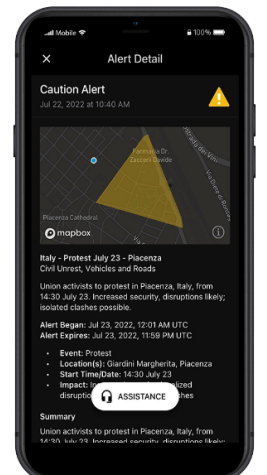 Mobile 100%
Alert Detail
Caution Alert
Jul 22, 2022 at 10:40 AM
Farmacia Dr.
Zacconi Davide
Piacenza Cathedral
mapbox
Italy - Protest July 23 - Piacenza
Civil Unrest, Vehicles and Roads
Union activists to protest in Piacenza, Italy, from
14:30 July 23. Increased security, disruptions likely;
isolated clashes possible.
Alert Began: Jul 23, 2022, 12:01 AM UTC
Alert Expires: Jul 23, 2022, 11:59 PM UTC
• Event: Protest
• Location(s): Giardini Margherita, Piacenza
• Start Time/Date: 14:30 July 23
• Impact:
ASSISTANCE
Summary
Union activists to protest in Piacenza, Italy, from
14:30 July 23. Increased security, disruptions likely;